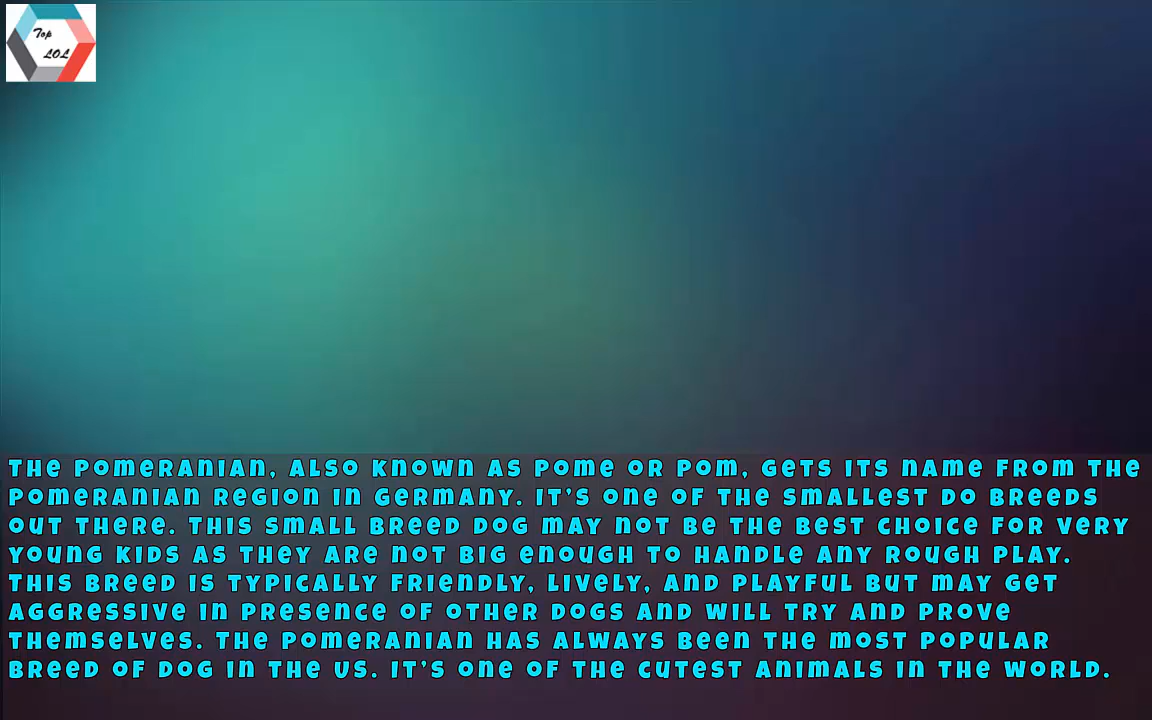 Top
LOL
THE POMERANIAN, ALSO KNOWN AS POME OR POM, GETS ITS NAME FROM THE
POMERANIAN REGION IN GERMANY. IT'S ONE OF THE SMALLEST DO BREEDS
OUT THERE. THIS SMALL BREED DOG MAY NOT BE THE BEST CHOICE FOR VERY
YOUNG KIDS AS THEY ARE NOT BIG ENOUGH TO HANDLE ANY ROUGH PLAY.
THIS BREED IS TYPICALLY FRIENDLY, LIVELY, AND PLAYFUL BUT MAY GET
AGGRESSIVE IN PRESENCE OF OTHER DOGS AND WILL TRY AND PROVE
THEMSELVES. THE POMERANIAN HAS ALWAYS BEEN THE MOST POPULAR
BREED OF DOG IN THE US. IT'S ONE OF THE CUTEST ANIMALS IN THE WORLD.